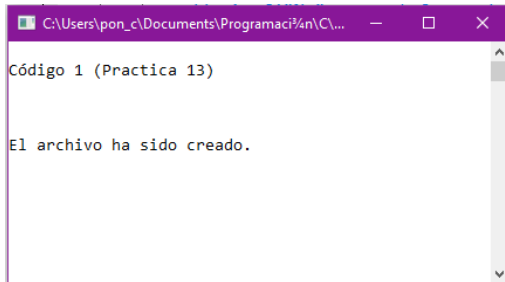 C:\Users\pon_c\Documents\Programaci¾n\C\...
Código 1 (Practica 13)
El archivo ha sido creado.